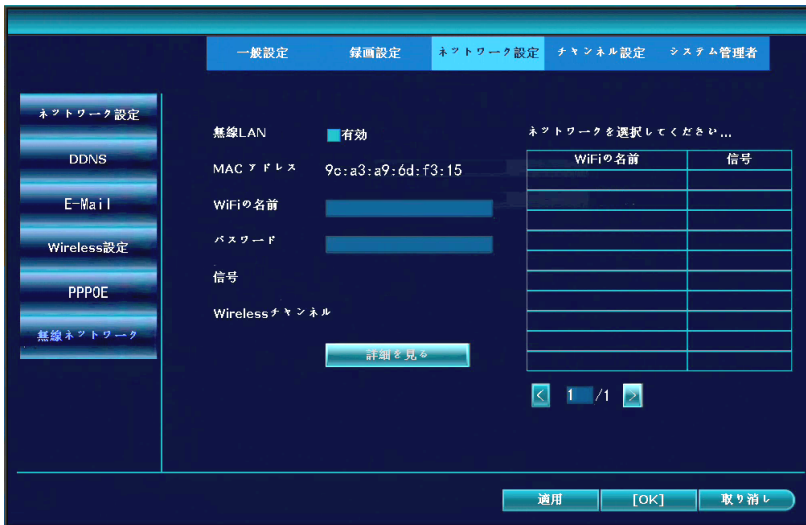 一般設定 録画設定 ネットワーク設定 チャンネル設定 システム管理者
ネットワーク設定
DDNS
E-Mail
Wireless設定
PPPOE
無線ネットワーク
無線LAN 有効
MAC アドレス 9c:a3:a9:6d:f3:15
WiFiの名前
パスワード
信号
Wirelessチャンネル
詳細を見る
ネットワークを選択してください...
WiFiの名前 信号
< 1 /1 >
適用 [OK] 取り消し